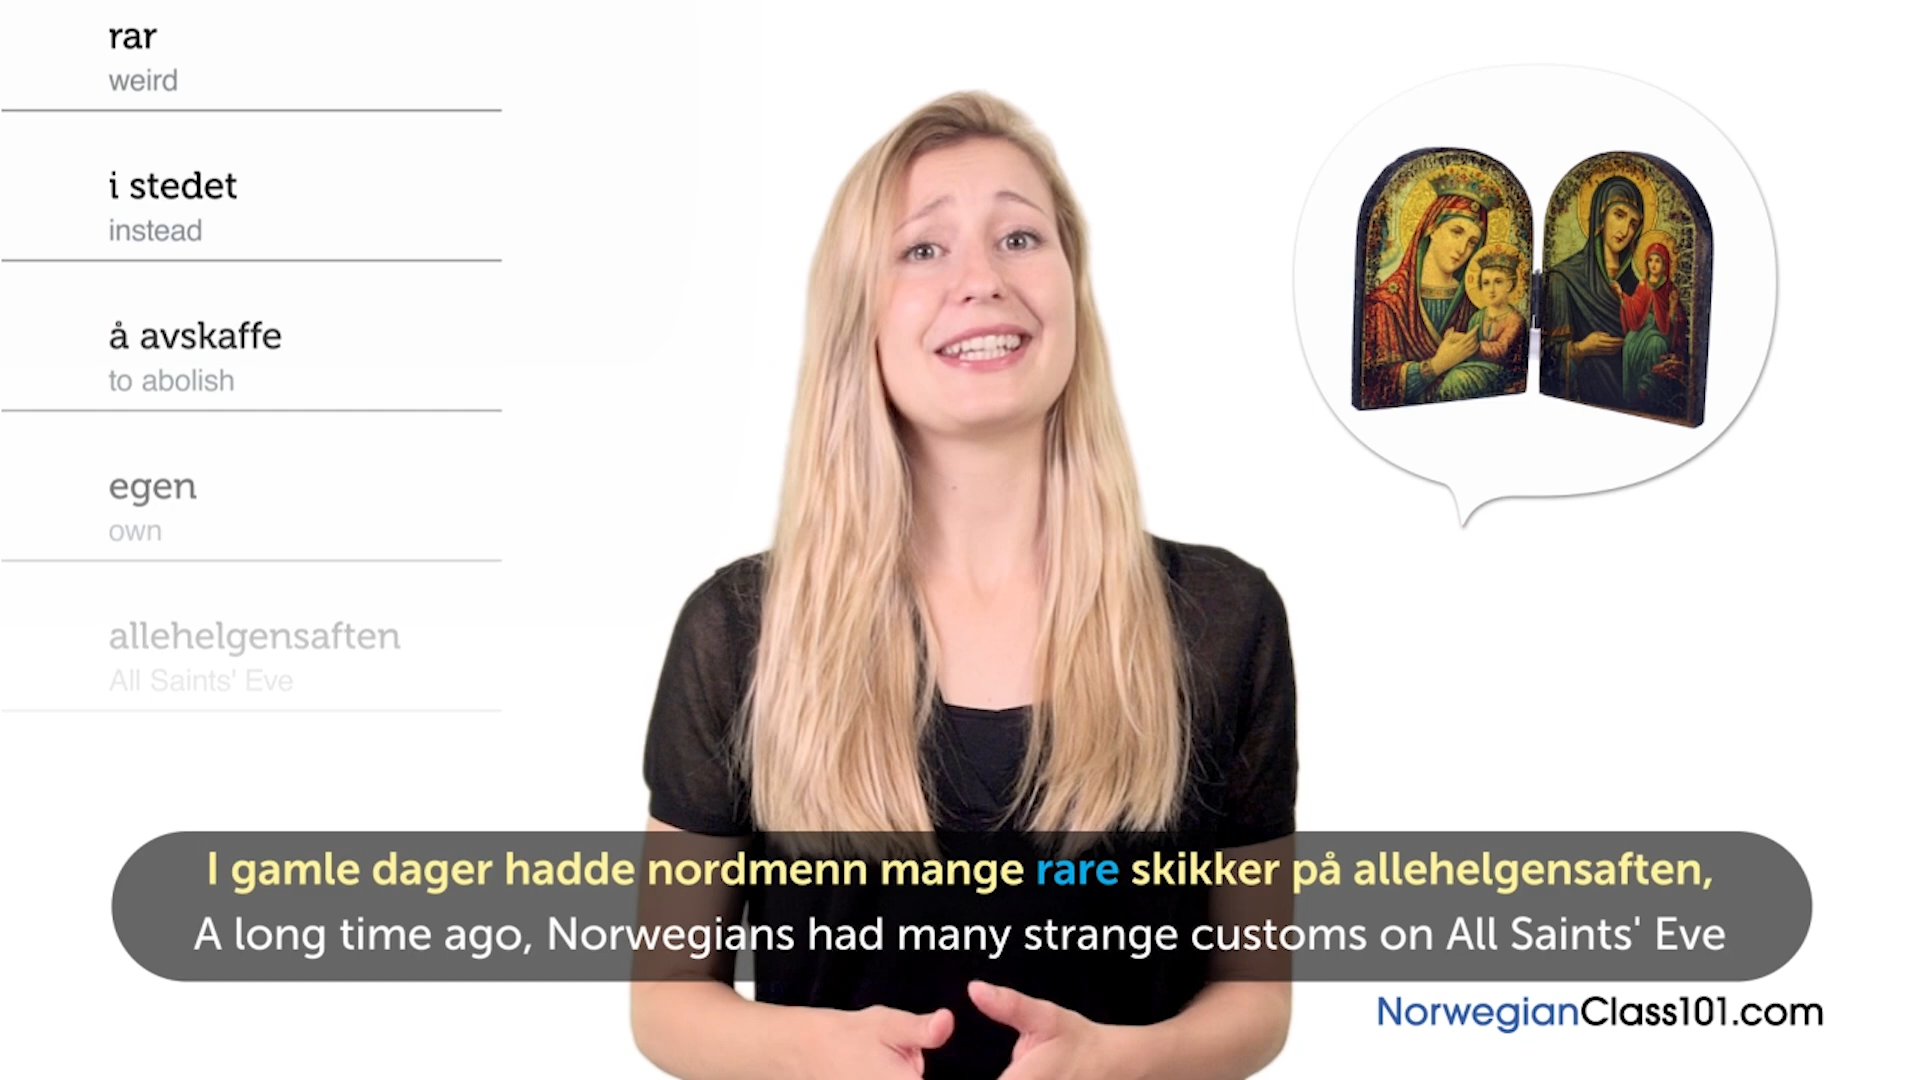 rar
weird
i stedet
instead
å avskaffe
to abolish
egen
own
allehelgensaften
All Saints' Eve
I gamle dager hadde nordmenn mange rare skikker på allehelgensaften,
A long time ago, Norwegians had many strange customs on All Saints' Eve
NorwegianClass101.com